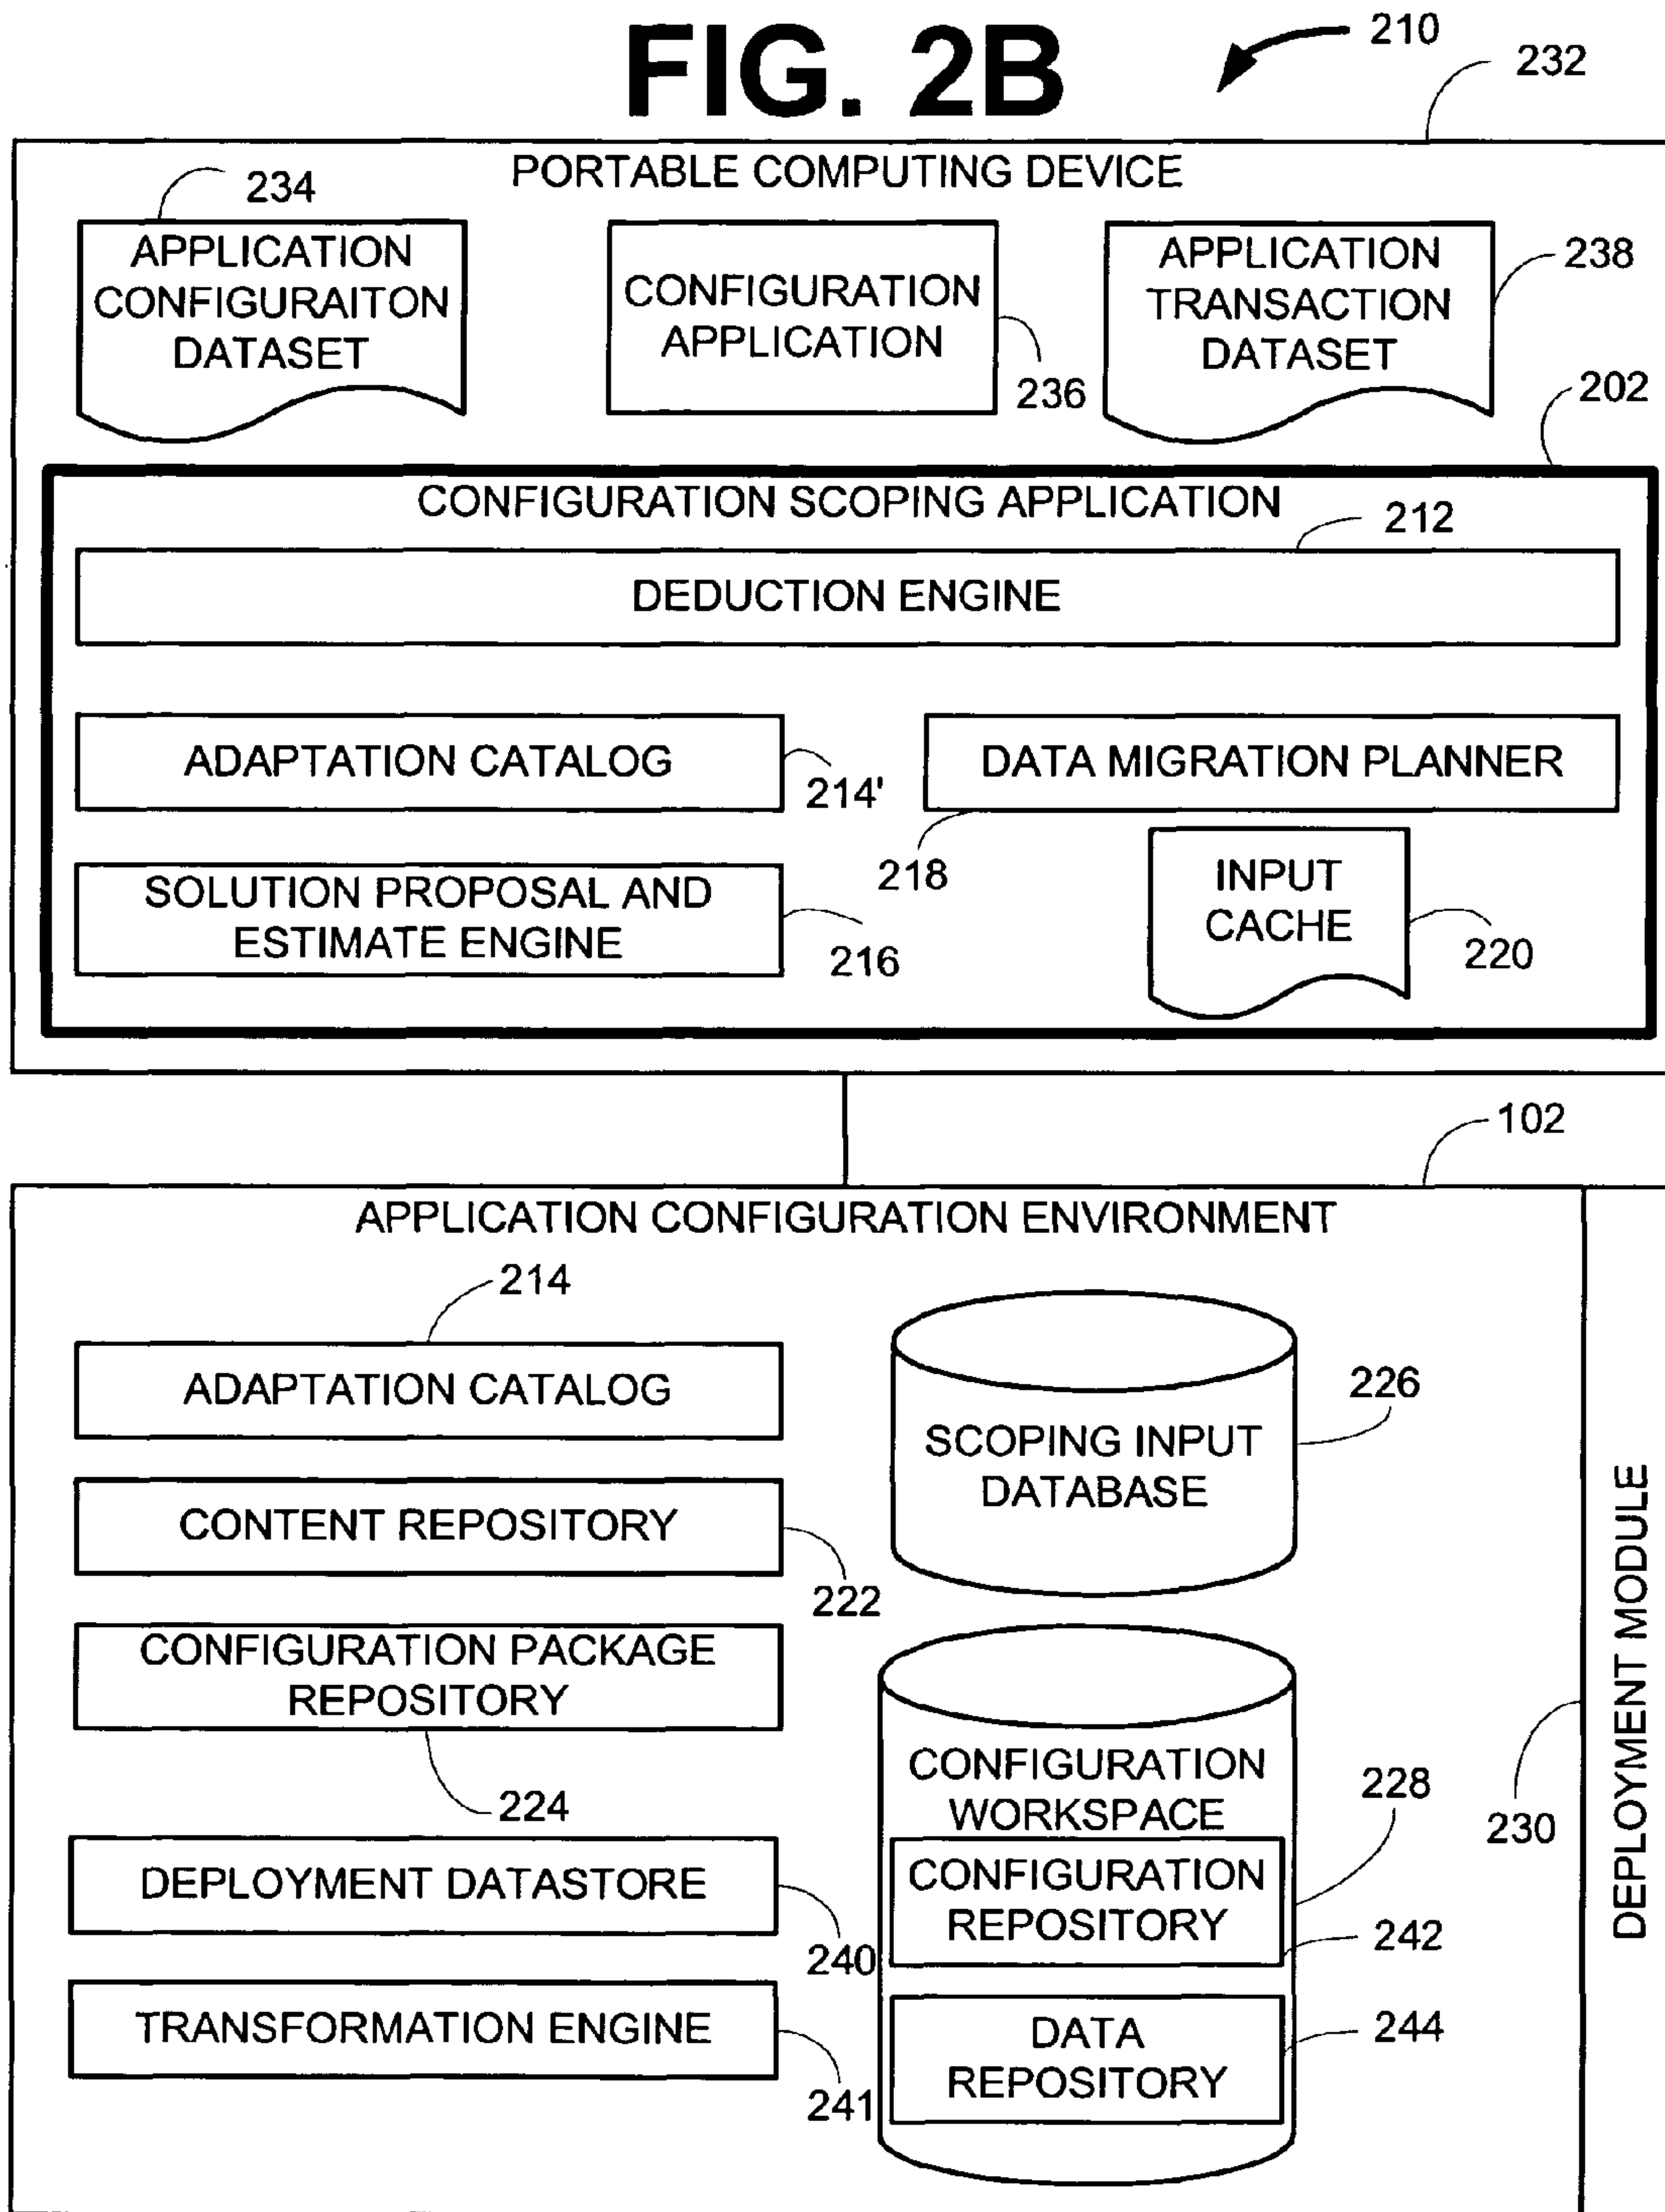 FIG. 2B
210
232
PORTABLE COMPUTING DEVICE
234
APPLICATION
CONFIGURAITON
DATASET
CONFIGURATION
APPLICATION
236
APPLICATION
TRANSACTION
DATASET
238
202
CONFIGURATION SCOPING APPLICATION
212
DEDUCTION ENGINE
ADAPTATION CATALOG
214'
DATA MIGRATION PLANNER
218
SOLUTION PROPOSAL AND
ESTIMATE ENGINE
216
INPUT
CACHE
220
102
APPLICATION CONFIGURATION ENVIRONMENT
214
ADAPTATION CATALOG
CONTENT REPOSITORY
222
CONFIGURATION PACKAGE
REPOSITORY
224
DEPLOYMENT DATASTORE
240
TRANSFORMATION ENGINE
241
SCOPING INPUT
DATABASE
226
CONFIGURATION
WORKSPACE
228
CONFIGURATION
REPOSITORY
242
DATA
REPOSITORY
244
230
DEPLOYMENT MODULE